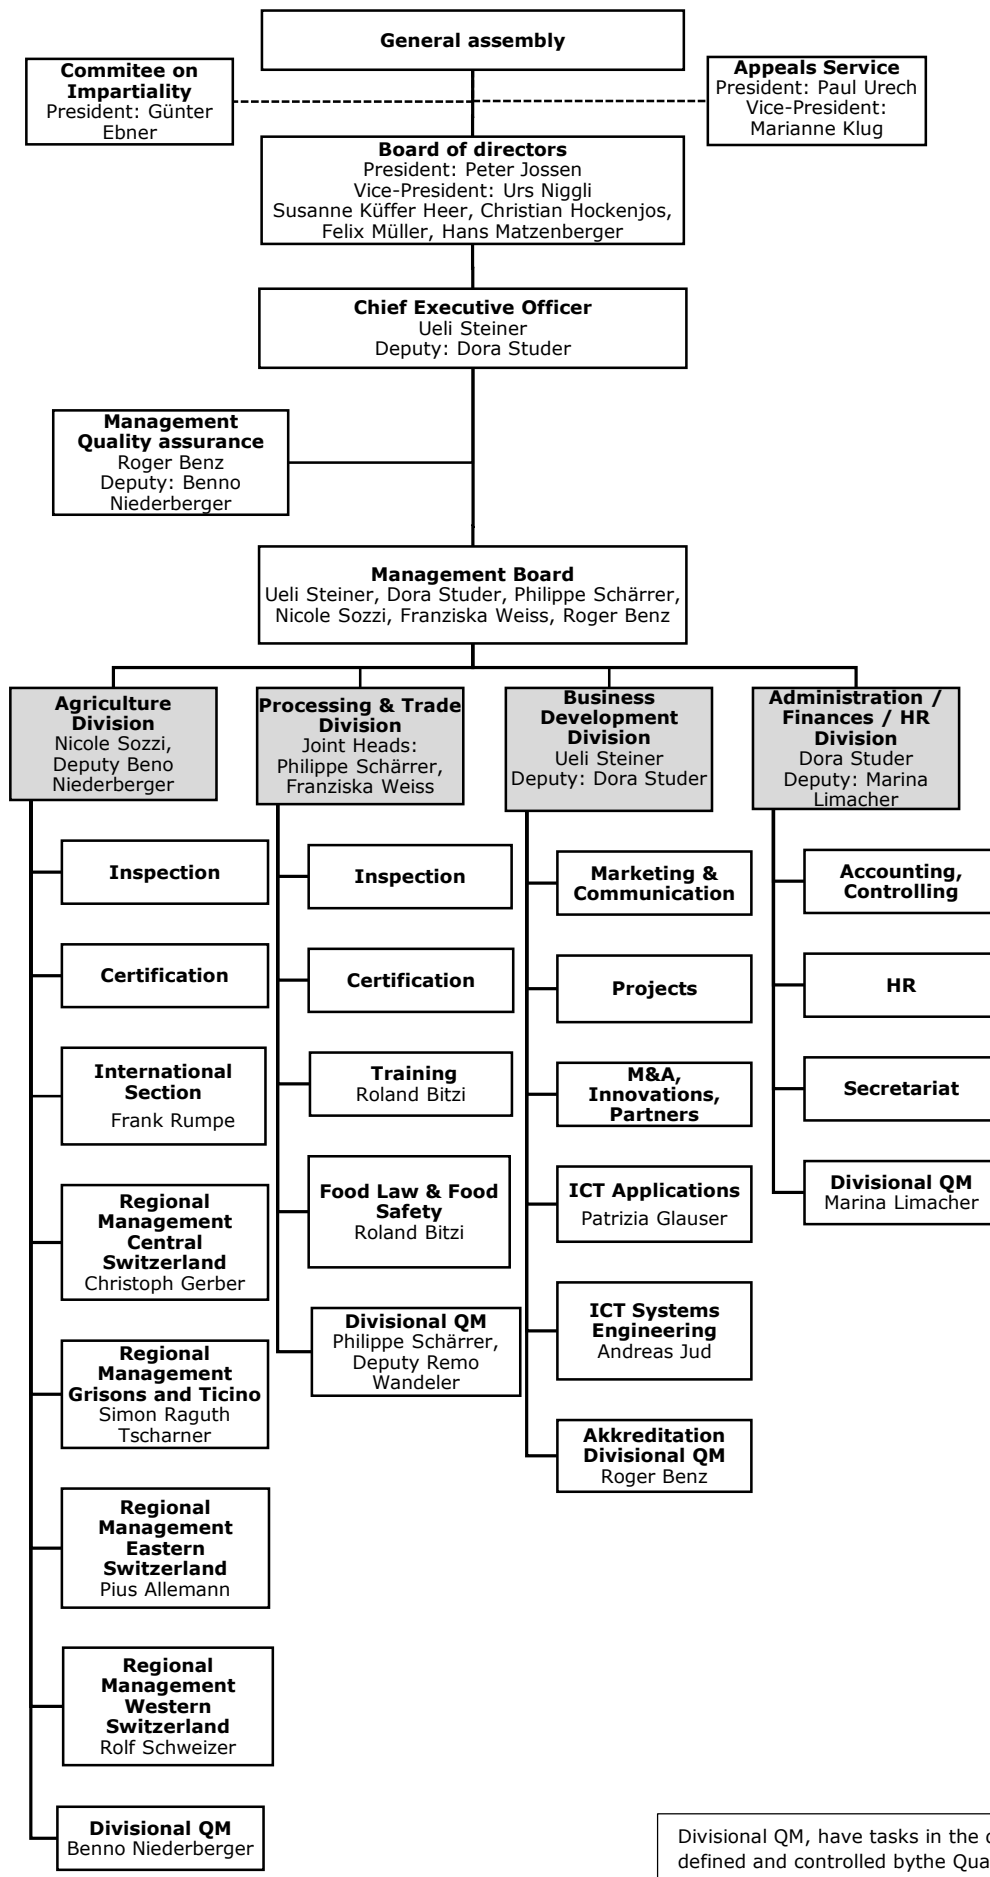 General assembly
Commitee on
Impartiality
President: Günter
Ebner
Appeals Service
President: Paul Urech
Vice-President:
Marianne Klug
Board of directors
President: Peter Jossen
Vice-President: Urs Niggli
Susanne Küffer Heer, Christian Hockenjos,
Felix Müller, Hans Matzenberger
Chief Executive Officer
Ueli Steiner
Deputy: Dora Studer
Management
Quality assurance
Roger Benz
Deputy: Benno
Niederberger
Management Board
Ueli Steiner, Dora Studer, Philippe Schärrer,
Nicole Sozzi, Franziska Weiss, Roger Benz
Agriculture
Division
Nicole Sozzi,
Deputy Beno
Niederberger
Inspection
Certification
International
Section
Frank Rumpe
Regional
Management
Central
Switzerland
Christoph Gerber
Regional
Management
Grisons and Ticino
Simon Raguth
Tscharner
Regional
Management
Eastern
Switzerland
Pius Allemann
Regional
Management
Western
Switzerland
Rolf Schweizer
Divisional QM
Benno Niederberger
Processing & Trade
Division
Joint Heads:
Philippe Schärrer,
Franziska Weiss
Inspection
Certification
Training
Roland Bitzi
Food Law & Food
Safety
Roland Bitzi
Divisional QM
Philippe Schärrer,
Deputy Remo
Wandeler
Business
Development
Division
Ueli Steiner
Deputy: Dora Studer
Marketing &
Communication
Projects
M&A,
Innovations,
Partners
ICT Applications
Patrizia Glauser
ICT Systems
Engineering
Andreas Jud
Akkreditation
Divisional QM
Roger Benz
Administration /
Finances / HR
Division
Dora Studer
Deputy: Marina
Limacher
Accounting,
Controlling
HR
Secretariat
Divisional QM
Marina Limacher
Divisional QM, have tasks in the
defined and controlled bythe